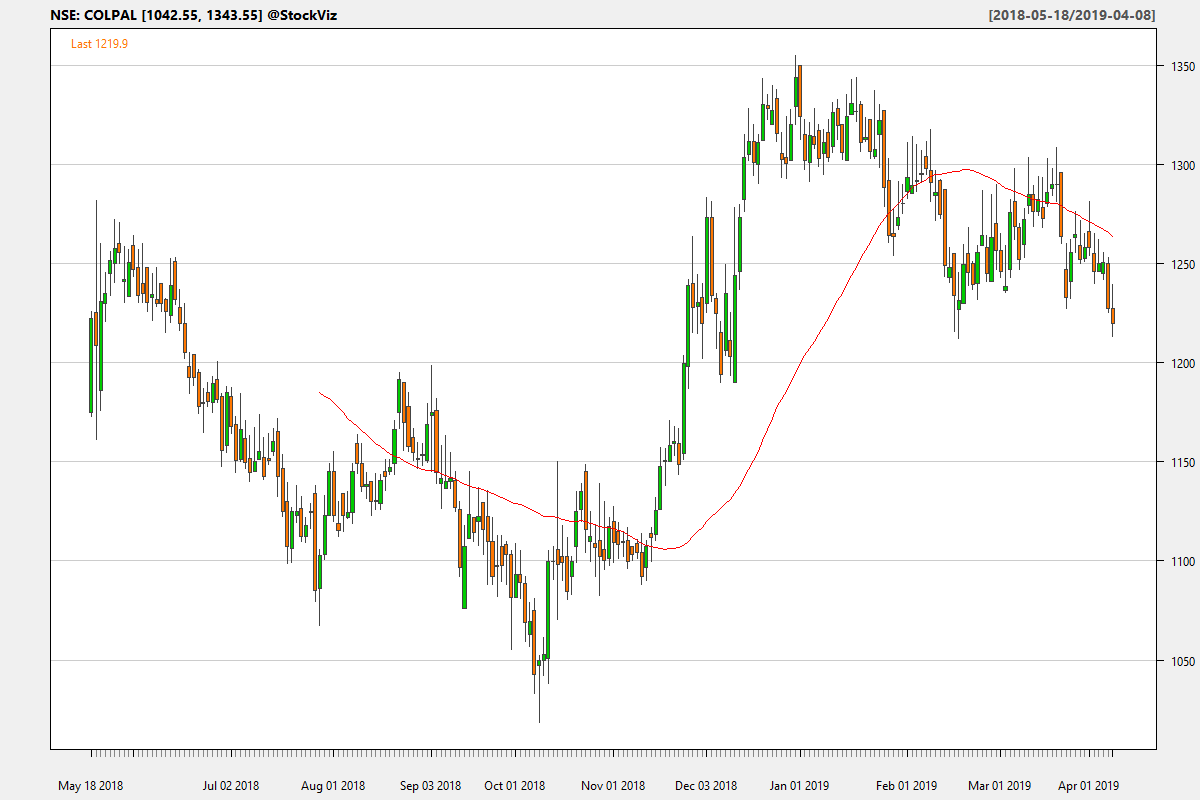 NSE: COLPAL [1042.55, 1343.55] @StockViz [2018-05-18/2019-04-08]
Last 1219.9
1350
1300
1250
1200
1150
1100
1050
May 18 2018 Jul 02 2018 Aug 01 2018 Sep 03 2018 Oct 01 2018 Nov 01 2018 Dec 03 2018 Jan 01 2019 Feb 01 2019 Mar 01 2019 Apr 01 2019